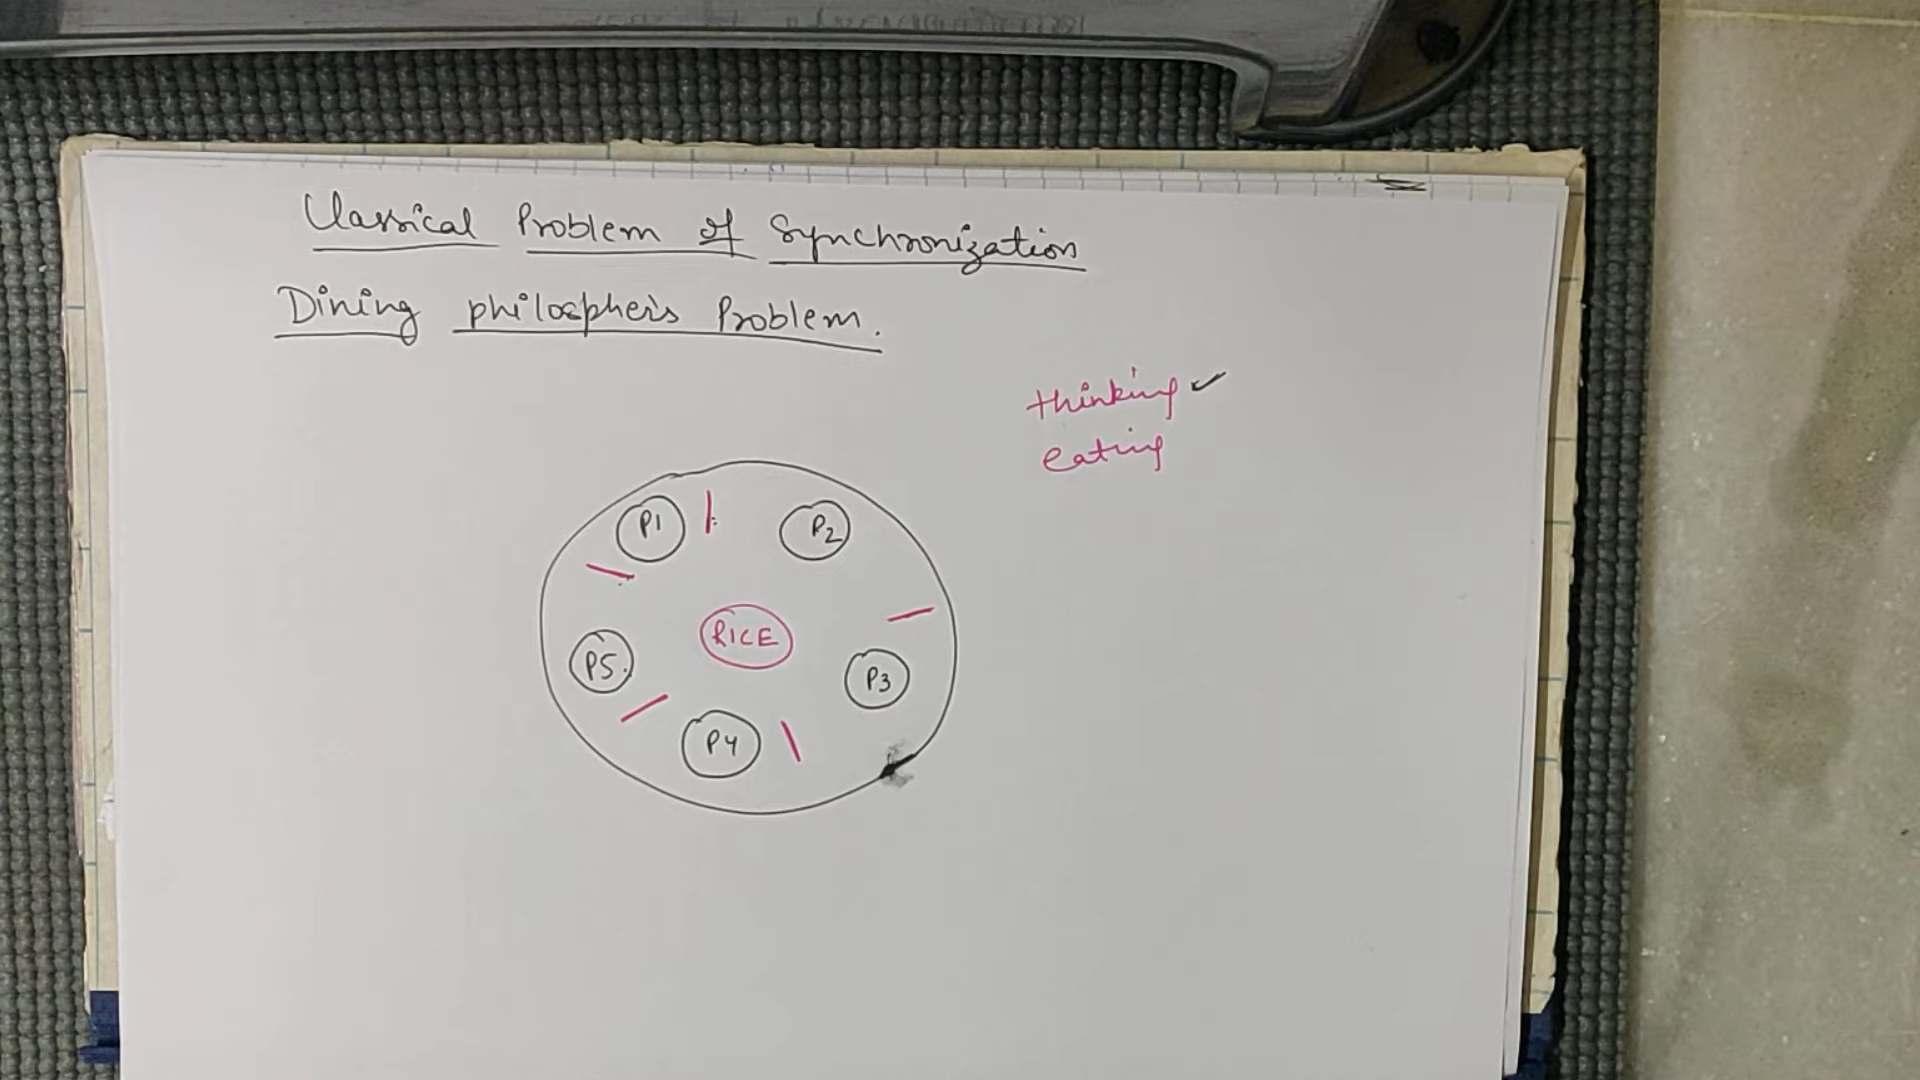 Classical Problem of Synchronization
Dining philospher's Problem.
thinking ✓
eating
P1
P2
RICE
P5.
P3
P4